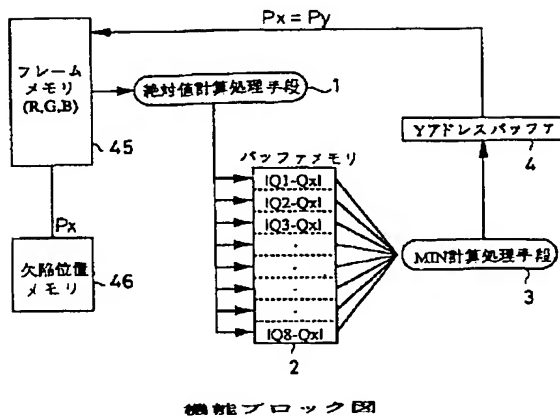 Px = Py
フレーム
メモリ
(R,G,B)
45
絶対値計算処理手段
1
Yアドレスバッファ
4
バッファメモリ
|Q1-Qx|
|Q2-Qx|
|Q3-Qx|
|Q8-Qx|
2
MIN計算処理手段
3
Px
欠陥位置
メモリ
46
機能ブロック図